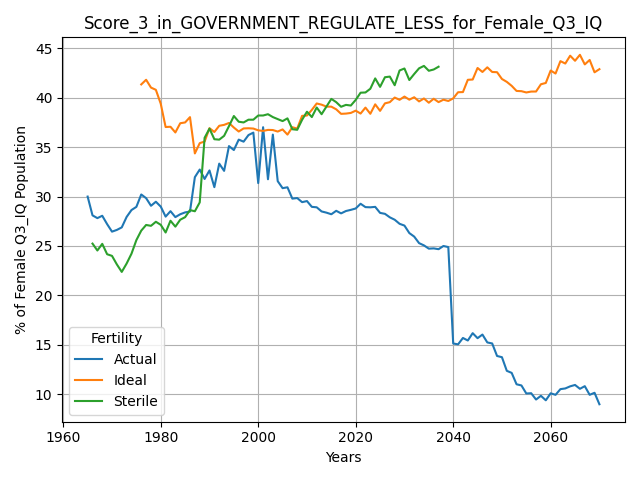 Score_3_in_GOVERNMENT_REGULATE_LESS_for_Female_Q3_IQ
% of Female Q3_IQ Population
45
40
35
30
25
20
15
10
Fertility
Actual
Ideal
Sterile
1960
1980
2000
2020
2040
2060
Years